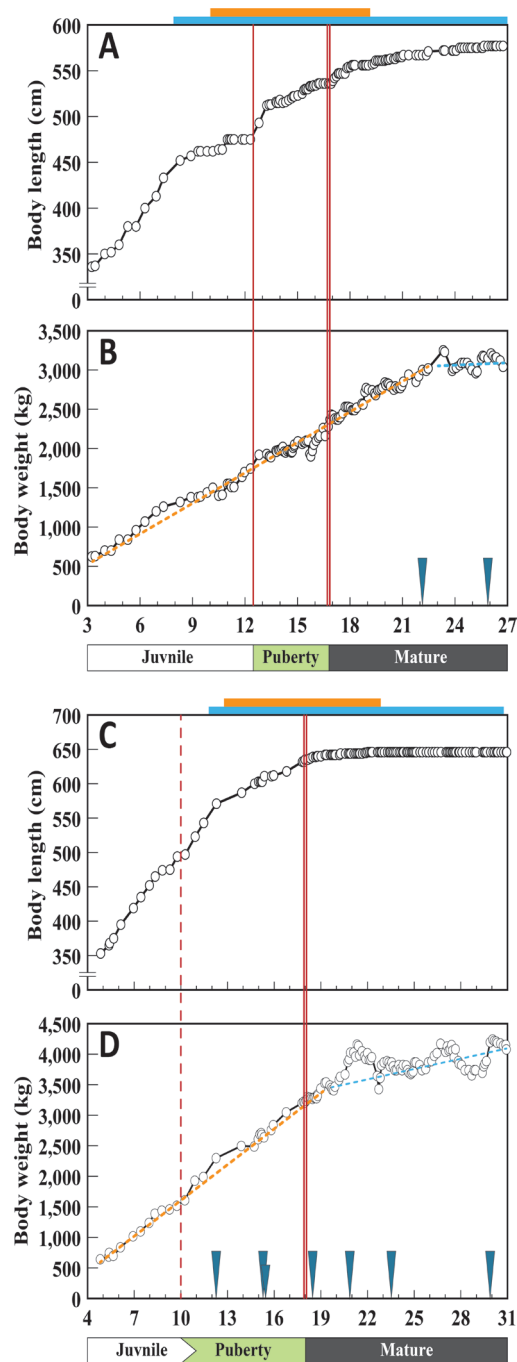 A
Body length (cm)
600
550
500
450
400
350
0
B
Body weight (kg)
3,500
3,000
2,500
2,000
1,500
1,000
500
0
3 6 9 12 15 18 21 24 27
Juvnile Puberty Mature
C
Body length (cm)
700
650
600
550
500
450
400
350
0
D
Body weight (kg)
4,500
4,000
3,500
3,000
2,500
2,000
1,500
1,000
500
0
4 7 10 13 16 19 22 25 28 31
Juvnile Puberty Mature